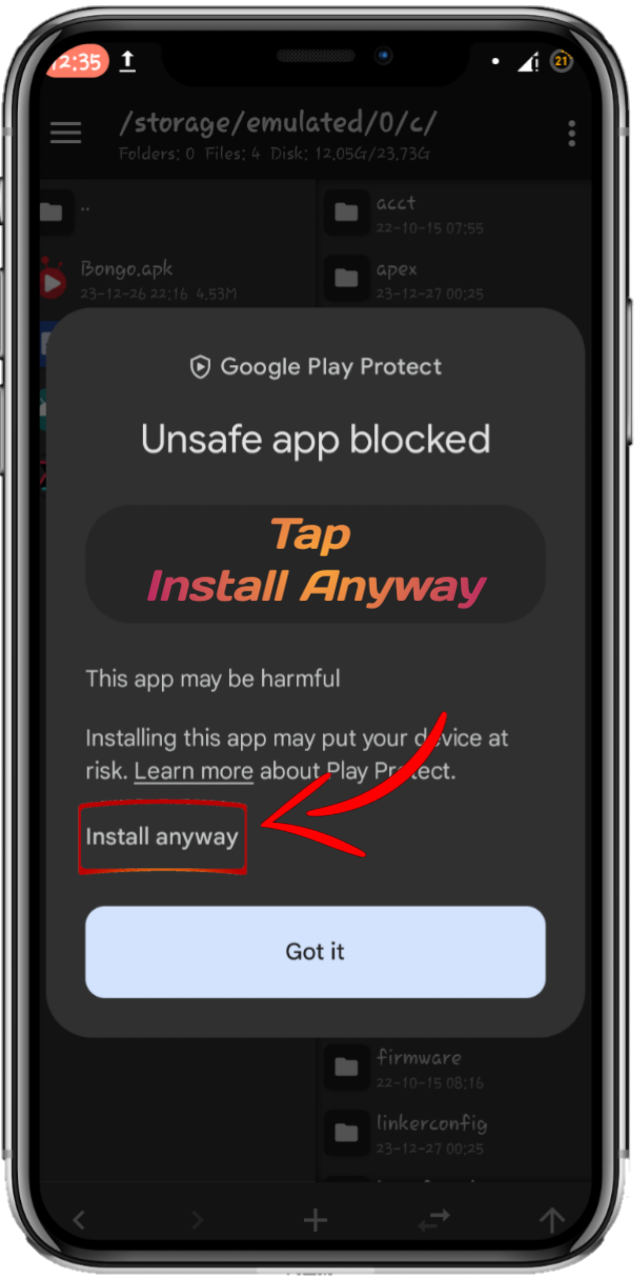 12:35
21
/storage/emulated/0/c/
Folders: 0 Files: 4 Disk: 12.05G/23.73G
..
acct
22-10-15 07:55
Bongo.apk
23-12-26 22:16 4.53M
apex
23-12-27 00:25
Google Play Protect
Unsafe app blocked
Tap
Install Anyway
This app may be harmful
Installing this app may put your device at
risk. Learn more about Play Protect.
Install anyway
Got it
firmware
22-10-15 08:16
linkerconfig
23-12-27 00:25